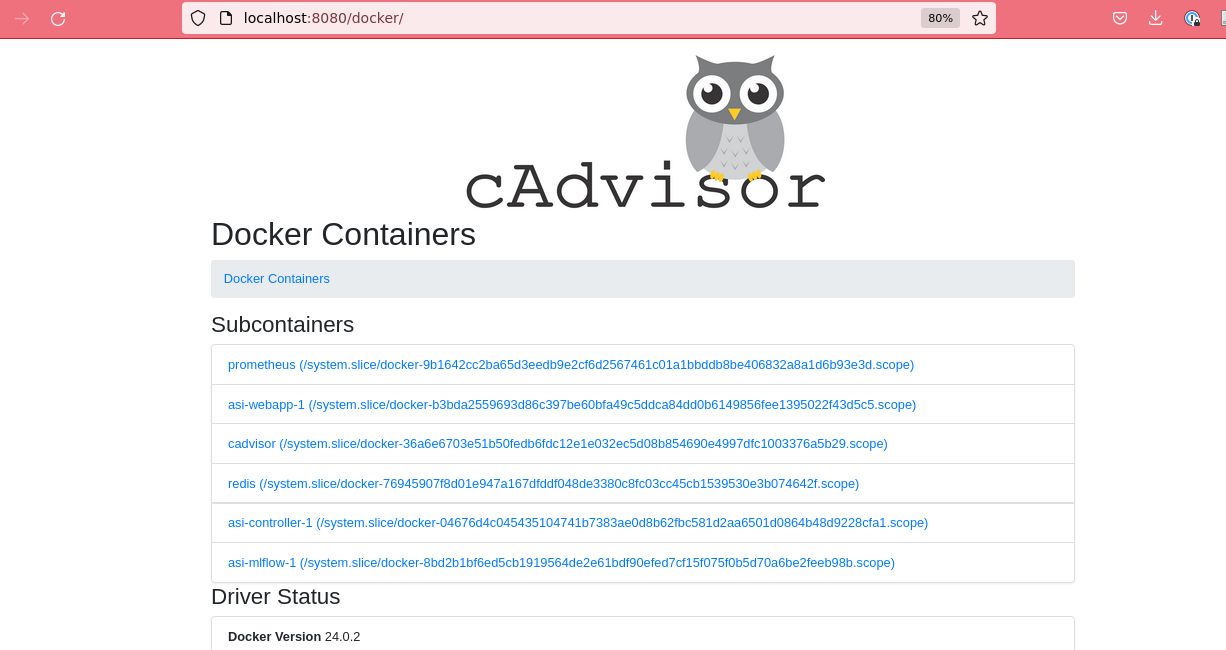 localhost:8080/docker/
80%
cAdvisor
Docker Containers
Docker Containers
Subcontainers
prometheus (/system.slice/docker-9b1642cc2ba65d3eedb9e2cf6d2567461c01a1bbddb8be406832a8a1d6b93e3d.scope)
asi-webapp-1 (/system.slice/docker-b3bda2559693d86c397be60bfa49c5ddca84dd0b6149856fee1395022f43d5c5.scope)
cadvisor (/system.slice/docker-36a6e6703e51b50fedb6fdc12e1e032ec5d08b854690e4997dfc1003376a5b29.scope)
redis (/system.slice/docker-76945907f8d01e947a167dfddf048de3380c8fc03cc45cb1539530e3b074642f.scope)
asi-controller-1 (/system.slice/docker-04676d4c045435104741b7383ae0d8b62fbc581d2aa6501d0864b48d9228cfa1.scope)
asi-mlflow-1 (/system.slice/docker-8bd2b1bf6ed5cb1919564de2e61bdf90efed7cf15f075f0b5d70a6be2feeb98b.scope)
Driver Status
Docker Version 24.0.2